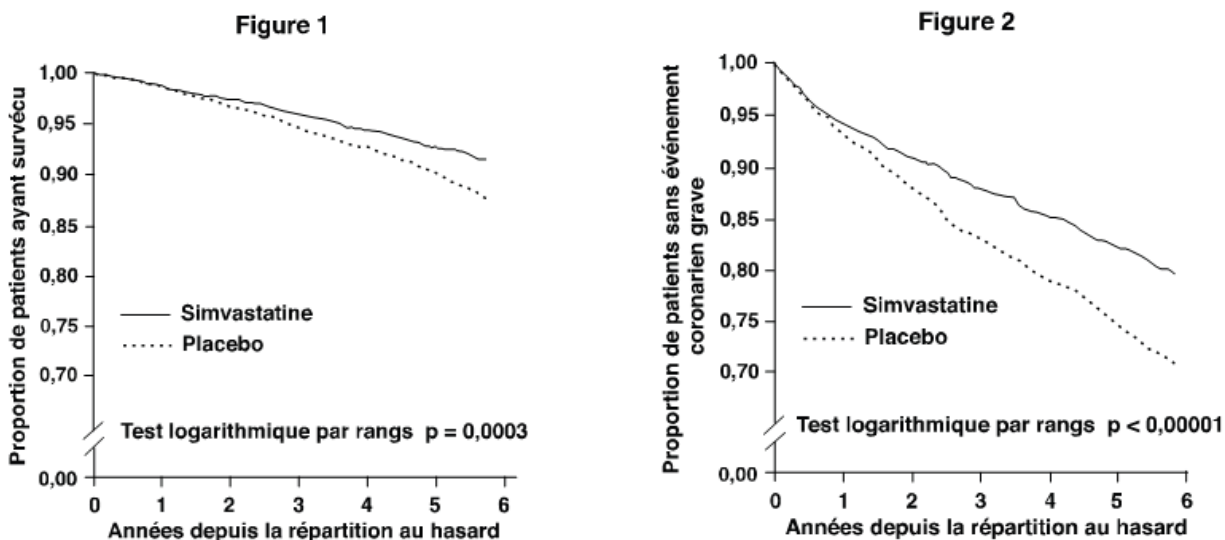 Figure 1
Proportion de patients ayant survécu
1,00
0,95
0,90
0,85
0,80
0,75
0,70
0,00
Simvastatine
Placebo
Test logarithmique par rangs p = 0,0003
0 1 2 3 4 5 6
Années depuis la répartition au hasard
Figure 2
Proportion de patients sans événement
coronarien grave
1,00
0,95
0,90
0,85
0,80
0,75
0,70
0,00
Simvastatine
Placebo
Test logarithmique par rangs p < 0,00001
0 1 2 3 4 5 6
Années depuis la répartition au hasard